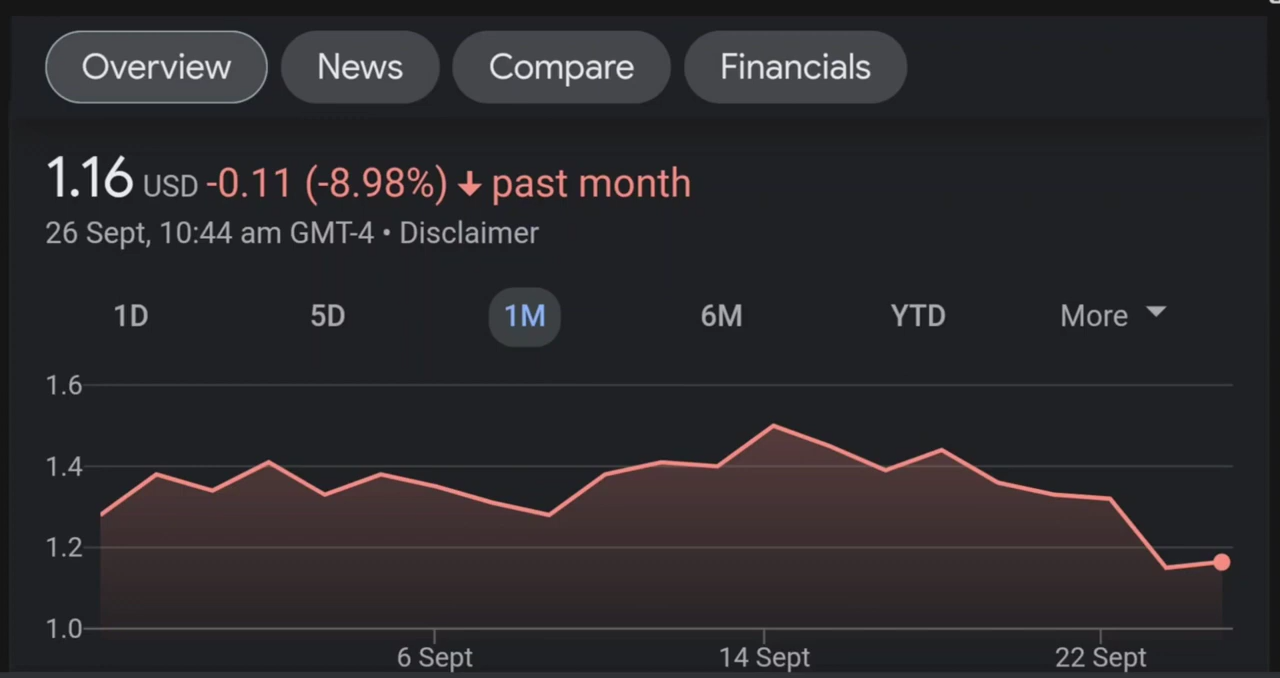 Overview News Compare Financials
1.16 USD -0.11 (-8.98%) ↓ past month
26 Sept, 10:44 am GMT-4 • Disclaimer
1D 5D 1M 6M YTD More
1.6
1.4
1.2
1.0
6 Sept 14 Sept 22 Sept